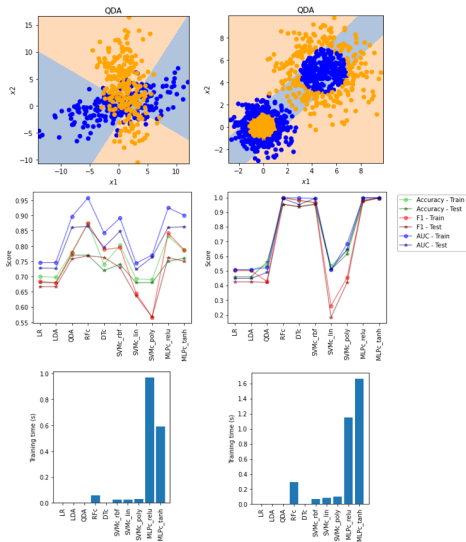 QDA
x2
15
10
5
0
−5
−10
−10
−5
0
5
10
x1
QDA
x2
8
6
4
2
0
−2
−2
0
2
4
6
8
x1
Score
0.95
0.90
0.85
0.80
0.75
0.70
0.65
0.60
0.55
LR
LDA
QDA
RFc
DTc
SVMc_rbf
SVMc_lin
SVMc_poly
MLPc_relu
MLPc_tanh
Score
1.0
0.9
0.8
0.7
0.6
0.5
0.4
0.3
0.2
LR
LDA
QDA
RFc
DTc
SVMc_rbf
SVMc_lin
SVMc_poly
MLPc_relu
MLPc_tanh
Accuracy - Train
Accuracy - Test
F1 - Train
F1 - Test
AUC - Train
AUC - Test
Training time (s)
1.0
0.8
0.6
0.4
0.2
0.0
LR
LDA
QDA
RFc
DTc
SVMc_rbf
SVMc_lin
SVMc_poly
MLPc_relu
MLPc_tanh
Training time (s)
1.6
1.4
1.2
1.0
0.8
0.6
0.4
0.2
0.0
LR
LDA
QDA
RFc
DTc
SVMc_rbf
SVMc_lin
SVMc_poly
MLPc_relu
MLPc_tanh